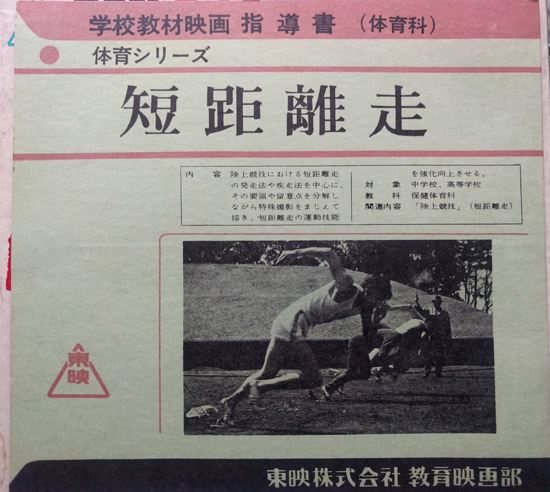 学校教材映画 指導書 (体育科)
体育シリーズ
短距離走
内容 陸上競技における短距離走
の発走法や疾走法を中心に、
その要領や留意点を分解し
ながら特殊撮影をまじえて
描き、短距離走の運動技能
を強化向上させる。
対象 中学校、高等学校
教科 保健体育科
関連内容 「陸上競技」(短距離走)
東映
東映株式会社 教育映画部